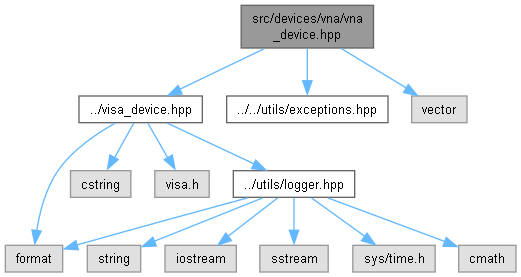 src/devices/vna/vna
_device.hpp
../visa_device.hpp
../../utils/exceptions.hpp
vector
cstring
visa.h
../utils/logger.hpp
format
string
iostream
sstream
sys/time.h
cmath